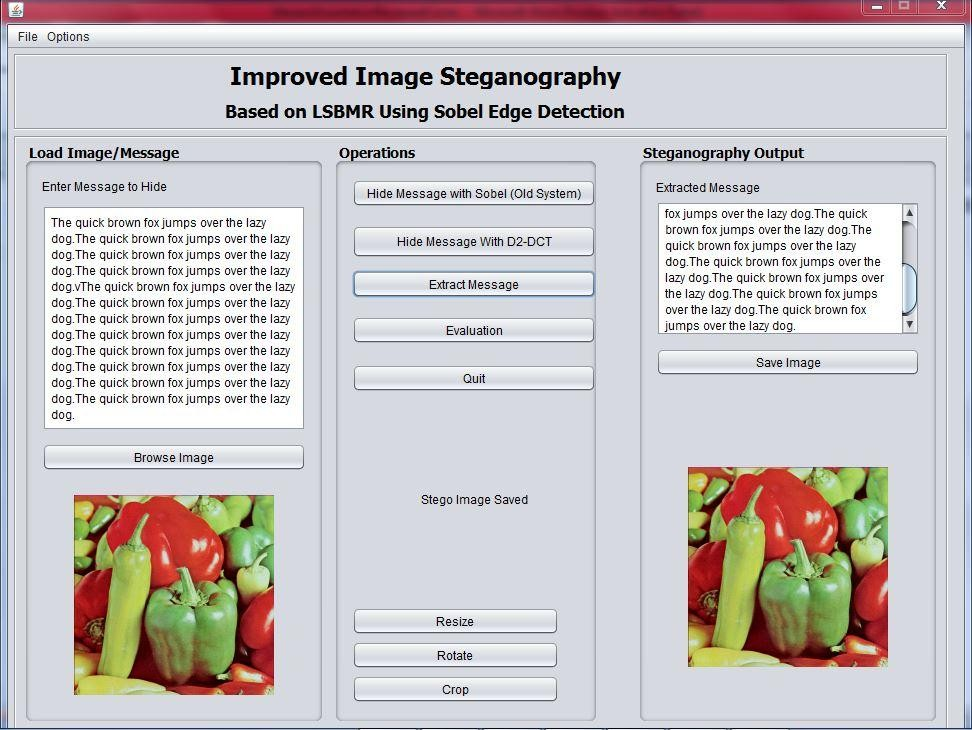 File Options
Improved Image Steganography
Based on LSBMR Using Sobel Edge Detection
Load Image/Message
Enter Message to Hide
The quick brown fox jumps over the lazy
dog.The quick brown fox jumps over the lazy
dog.The quick brown fox jumps over the lazy
dog.The quick brown fox jumps over the lazy
dog.vThe quick brown fox jumps over the lazy
dog.The quick brown fox jumps over the lazy
dog.The quick brown fox jumps over the lazy
dog.The quick brown fox jumps over the lazy
dog.The quick brown fox jumps over the lazy
dog.The quick brown fox jumps over the lazy
dog.The quick brown fox jumps over the lazy
dog.The quick brown fox jumps over the lazy
dog.
Browse Image
Operations
Hide Message with Sobel (Old System)
Hide Message With D2-DCT
Extract Message
Evaluation
Quit
Stego Image Saved
Resize
Rotate
Crop
Steganography Output
Extracted Message
fox jumps over the lazy dog.The quick
brown fox jumps over the lazy dog.The
quick brown fox jumps over the lazy
dog.The quick brown fox jumps over the
lazy dog.The quick brown fox jumps over
the lazy dog.The quick brown fox jumps
over the lazy dog.The quick brown fox
jumps over the lazy dog.
Save Image